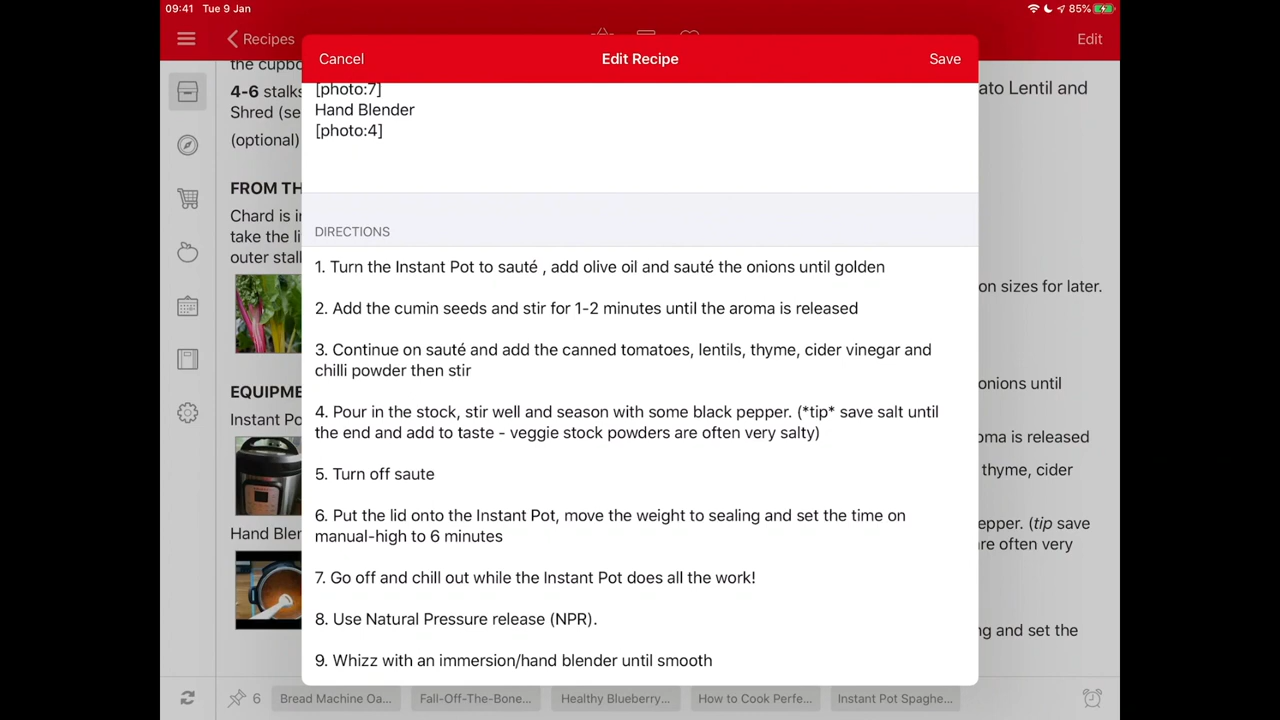 09:41 Tue 9 Jan
85%
Recipes
Edit
Cancel
Edit Recipe
Save
the cupbo
4-6 stalks
Shred (se
(optional)
FROM TH
Chard is i
take the li
outer stall
EQUIPME
Instant Po
Hand Bler
[photo:7]
Hand Blender
[photo:4]
DIRECTIONS
1. Turn the Instant Pot to sauté , add olive oil and sauté the onions until golden
2. Add the cumin seeds and stir for 1-2 minutes until the aroma is released
3. Continue on sauté and add the canned tomatoes, lentils, thyme, cider vinegar and
chilli powder then stir
4. Pour in the stock, stir well and season with some black pepper. (*tip* save salt until
the end and add to taste - veggie stock powders are often very salty)
5. Turn off saute
6. Put the lid onto the Instant Pot, move the weight to sealing and set the time on
manual-high to 6 minutes
7. Go off and chill out while the Instant Pot does all the work!
8. Use Natural Pressure release (NPR).
9. Whizz with an immersion/hand blender until smooth
ato Lentil and
on sizes for later.
onions until
oma is released
thyme, cider
epper. (tip save
are often very
ng and set the
6
Bread Machine Oa...
Fall-Off-The-Bone...
Healthy Blueberry...
How to Cook Perfe...
Instant Pot Spaghe...